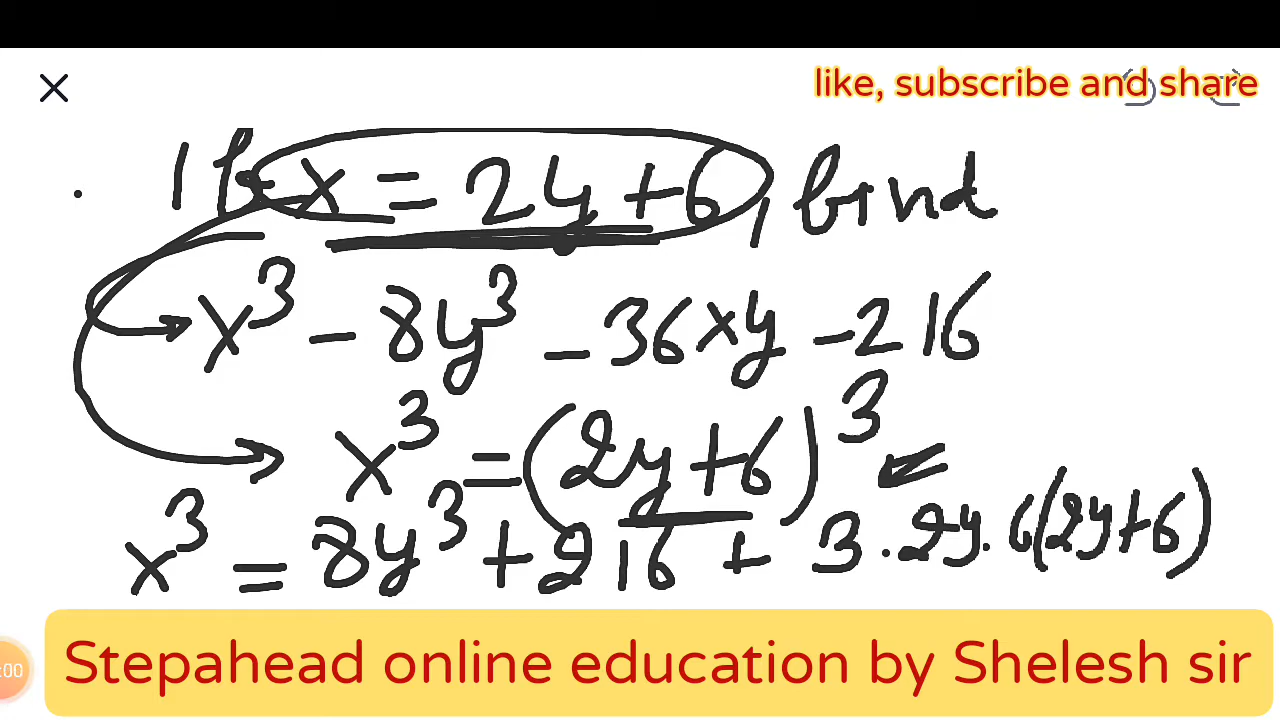 like, subscribe and share
If x = 2y + 6, find
x³ - 8y³ - 36xy - 216
x³ = (2y+6)³
x³ = 8y³ + 216 + 3.2y.6(2y+6)
:00
Stepahead online education by Shelesh sir